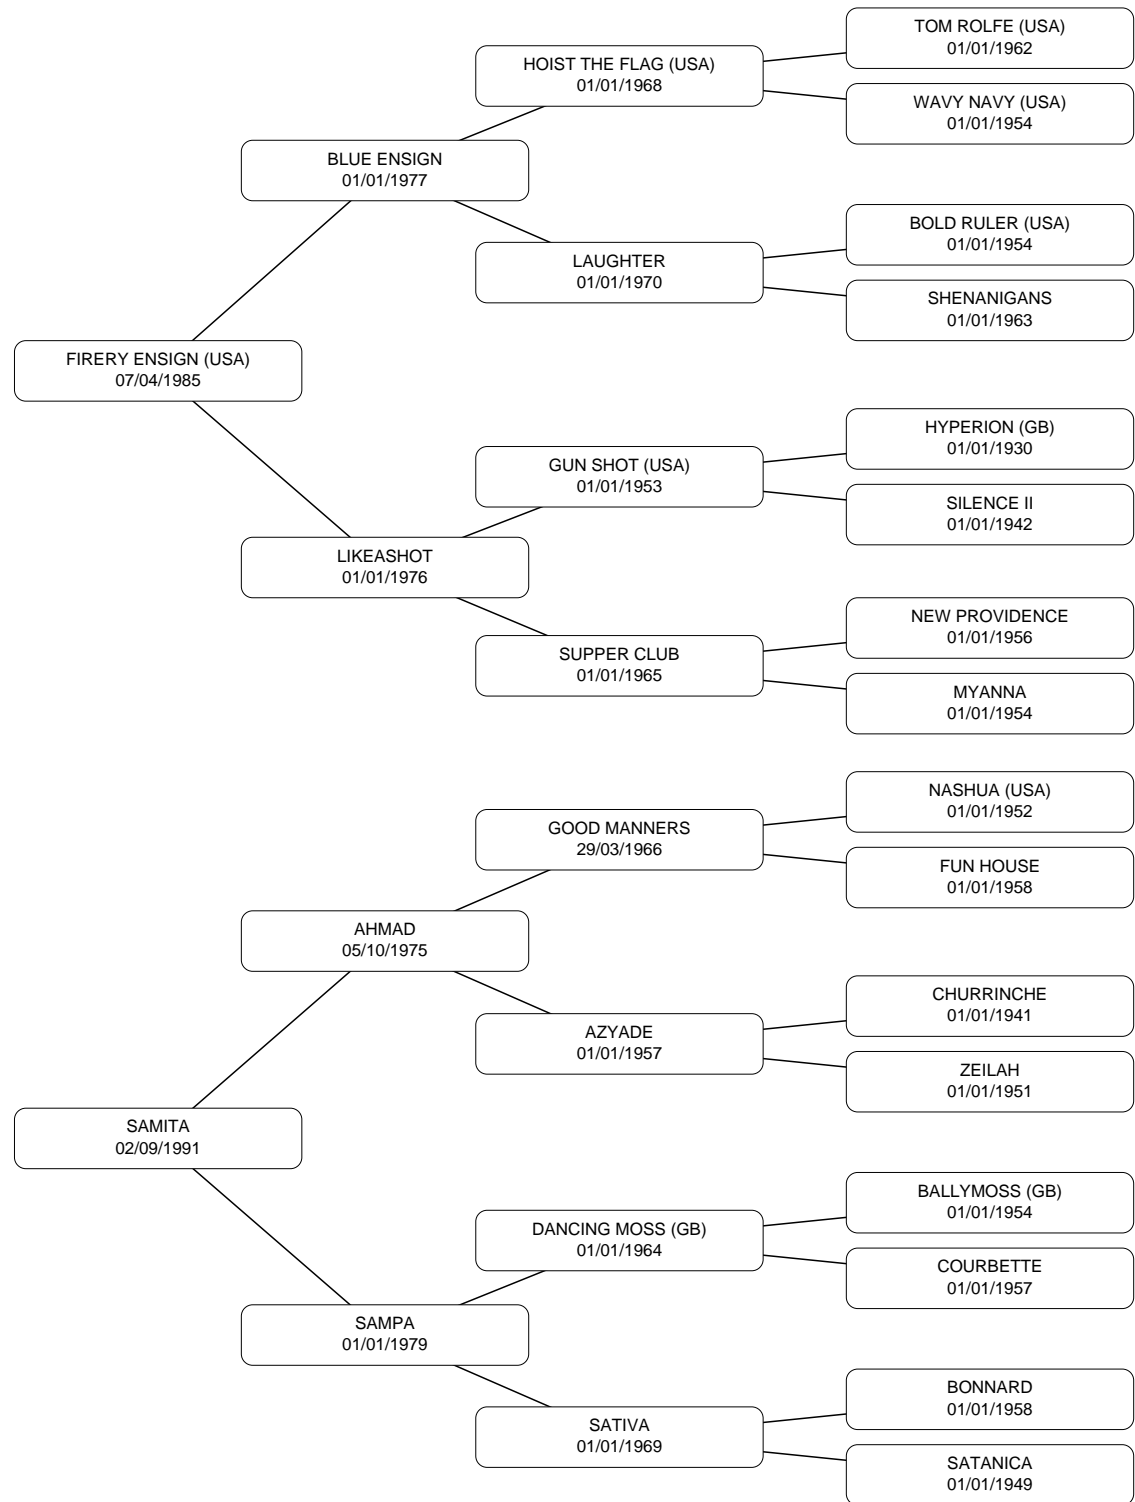 TOM ROLFE (USA)
01/01/1962
HOIST THE FLAG (USA)
01/01/1968
WAVY NAVY (USA)
01/01/1954
BLUE ENSIGN
01/01/1977
BOLD RULER (USA)
01/01/1954
LAUGHTER
01/01/1970
SHENANIGANS
01/01/1963
FIRERY ENSIGN (USA)
07/04/1985
HYPERION (GB)
01/01/1930
GUN SHOT (USA)
01/01/1953
SILENCE II
01/01/1942
LIKEASHOT
01/01/1976
NEW PROVIDENCE
01/01/1956
SUPPER CLUB
01/01/1965
MYANNA
01/01/1954
NASHUA (USA)
01/01/1952
GOOD MANNERS
29/03/1966
FUN HOUSE
01/01/1958
AHMAD
05/10/1975
CHURRINCHE
01/01/1941
AZYADE
01/01/1957
ZEILAH
01/01/1951
SAMITA
02/09/1991
BALLYMOSS (GB)
01/01/1954
DANCING MOSS (GB)
01/01/1964
COURBETTE
01/01/1957
SAMPA
01/01/1979
BONNARD
01/01/1958
SATIVA
01/01/1969
SATANICA
01/01/1949